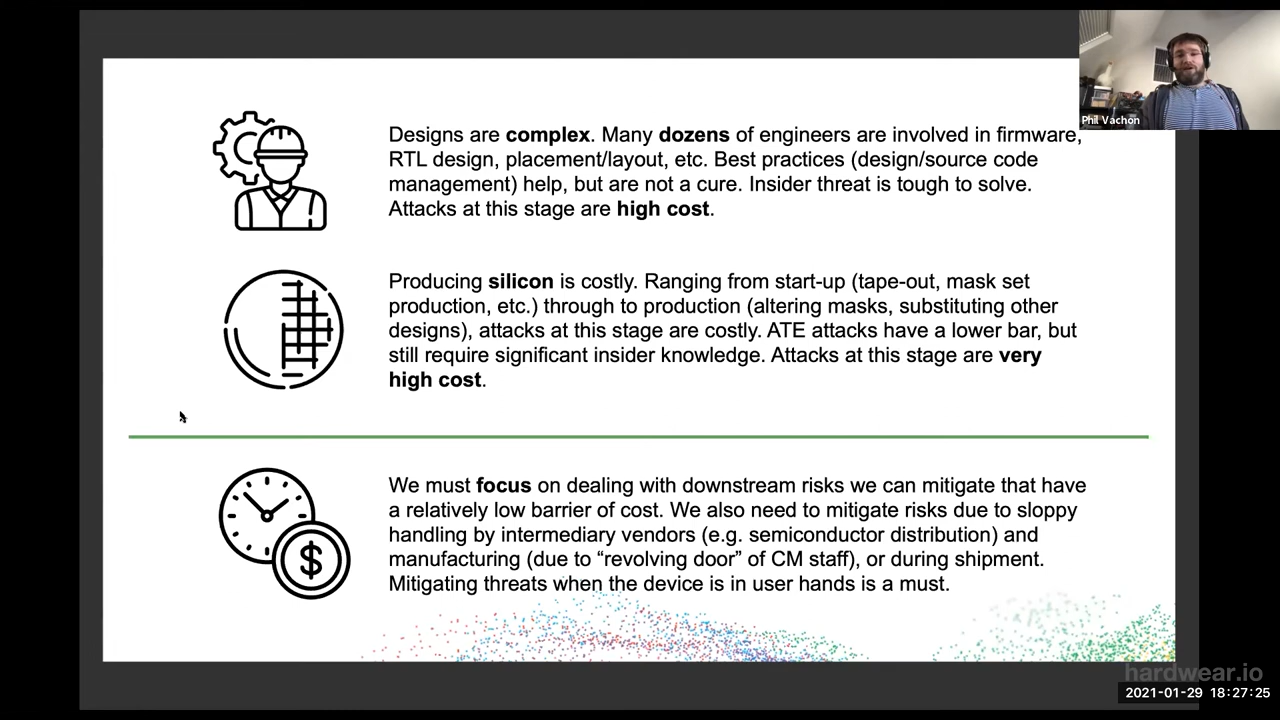 Designs are complex. Many dozens of engineers are involved in firmware,
RTL design, placement/layout, etc. Best practices (design/source code
management) help, but are not a cure. Insider threat is tough to solve.
Attacks at this stage are high cost.
Producing silicon is costly. Ranging from start-up (tape-out, mask set
production, etc.) through to production (altering masks, substituting other
designs), attacks at this stage are costly. ATE attacks have a lower bar, but
still require significant insider knowledge. Attacks at this stage are very
high cost.
$
We must focus on dealing with downstream risks we can mitigate that have
a relatively low barrier of cost. We also need to mitigate risks due to sloppy
handling by intermediary vendors (e.g. semiconductor distribution) and
manufacturing (due to “revolving door” of CM staff), or during shipment.
Mitigating threats when the device is in user hands is a must.
Phil Vachon
hardwear.io
2021-01-29 18:27:25